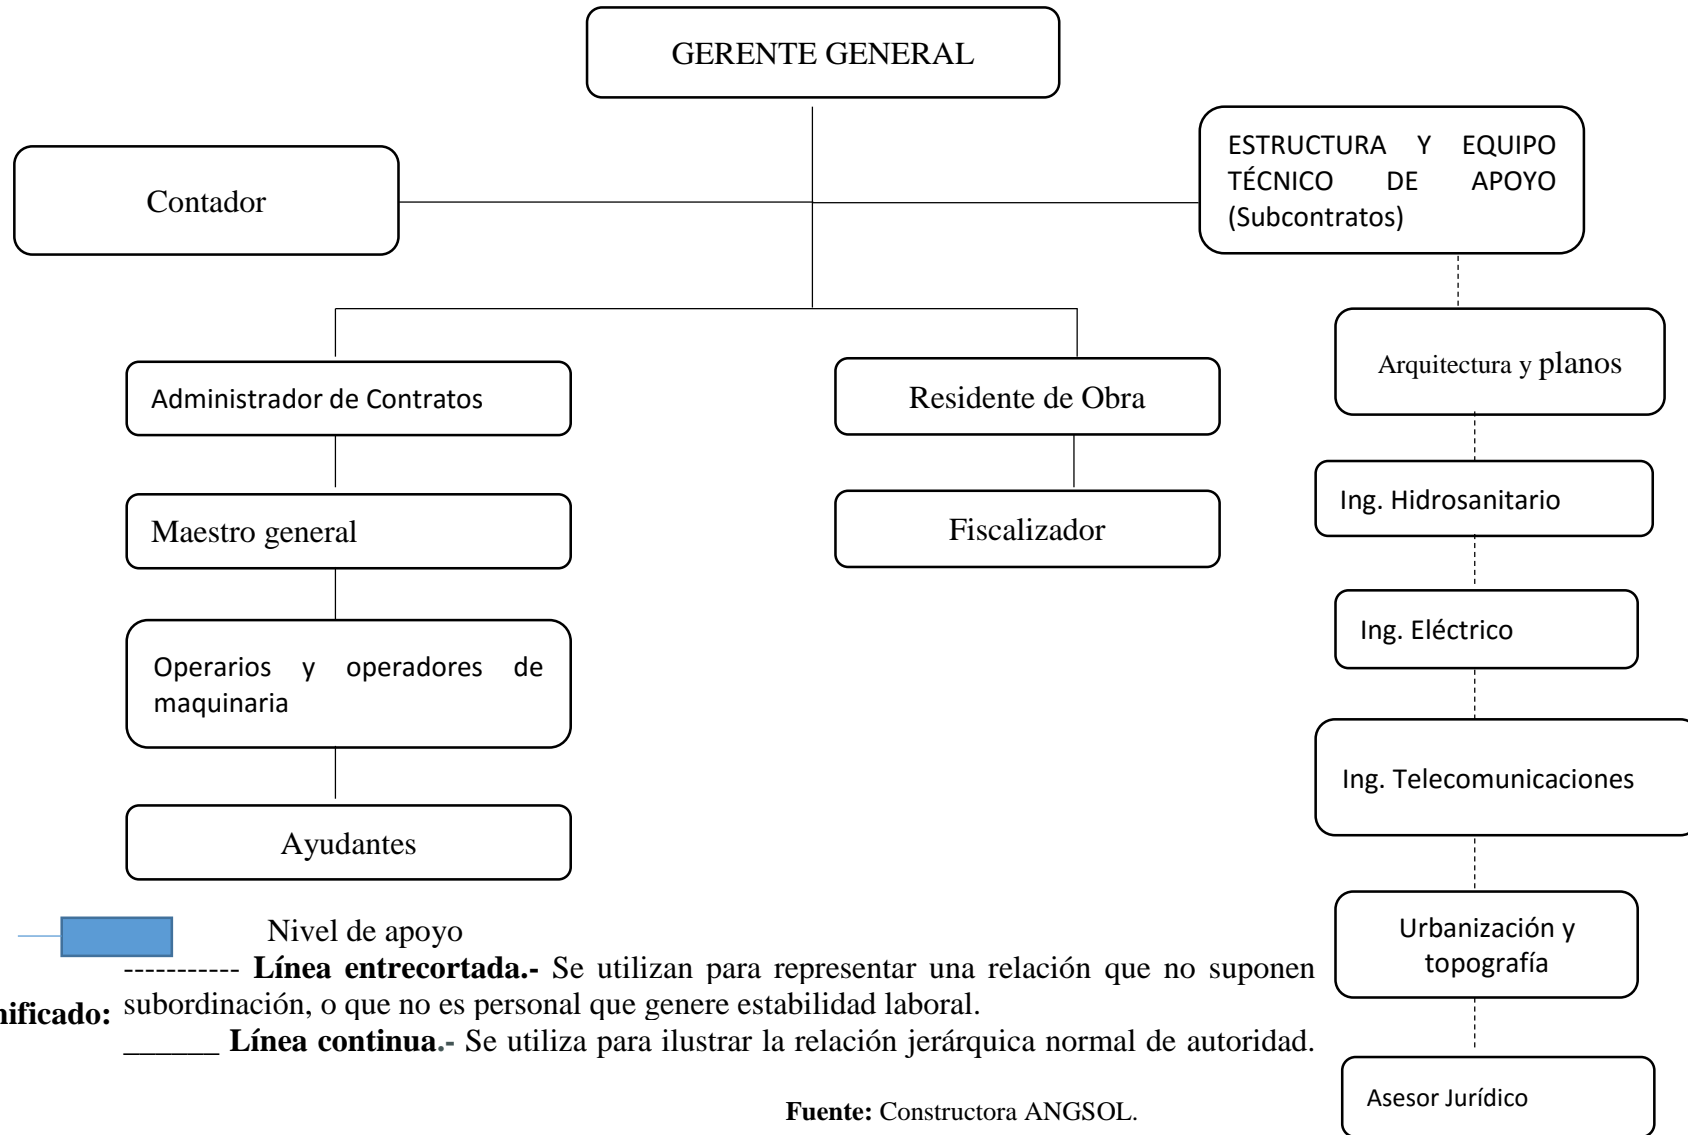 GERENTE GENERAL
ESTRUCTURA Y EQUIPO
TÉCNICO DE APOYO
(Subcontratos)
Contador
Arquitectura y planos
Administrador de Contratos
Residente de Obra
Ing. Hidrosanitario
Maestro general
Fiscalizador
Ing. Eléctrico
Operarios y operadores de
maquinaria
Ing. Telecomunicaciones
Ayudantes
Urbanización y
topografía
Nivel de apoyo
----------- Línea entrecortada.- Se utilizan para representar una relación que no suponen
nificado: subordinación, o que no es personal que genere estabilidad laboral.
______ Línea continua.- Se utiliza para ilustrar la relación jerárquica normal de autoridad.
Asesor Jurídico
Fuente: Constructora ANGSOL.